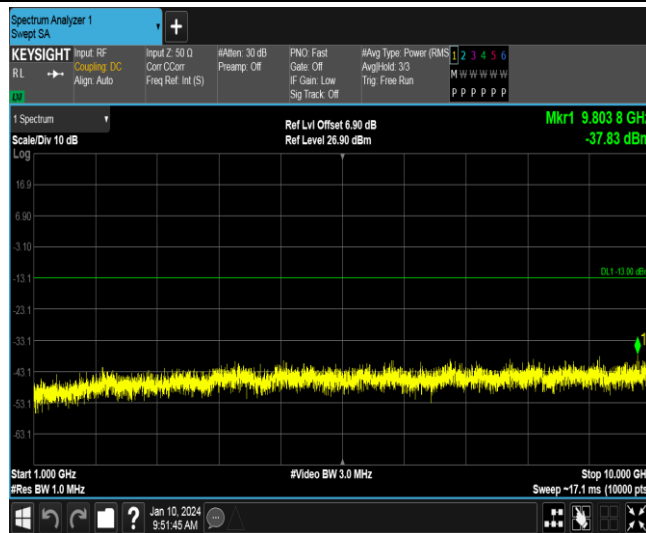 Spectrum Analyzer 1
Swept SA
+
KEYSIGHT Input: RF Input Z: 50 Ω #Atten: 30 dB PNO: Fast #Avg Type: Power (RMS 1 2 3 4 5 6
RL Coupling: DC Corr CCorr Preamp: Off Gate: Off Avg|Hold: 3/3 M W W W W W
Align: Auto Freq Ref: Int (S) IF Gain: Low Trig: Free Run
Sig Track: Off P P P P P P
1 Spectrum
Scale/Div 10 dB
Ref Lvl Offset 6.90 dB
Ref Level 26.90 dBm
Mkr1 9.803 8 GHz
-37.83 dBm
Log
16.9
6.90
-3.10
-13.1
DL1 -13.00 dBm
-23.1
-33.1
1
-43.1
-53.1
-63.1
Start 1.000 GHz #Video BW 3.0 MHz Stop 10.000 GHz
#Res BW 1.0 MHz Sweep ~17.1 ms (10000 pts)
? Jan 10, 2024
9:51:45 AM